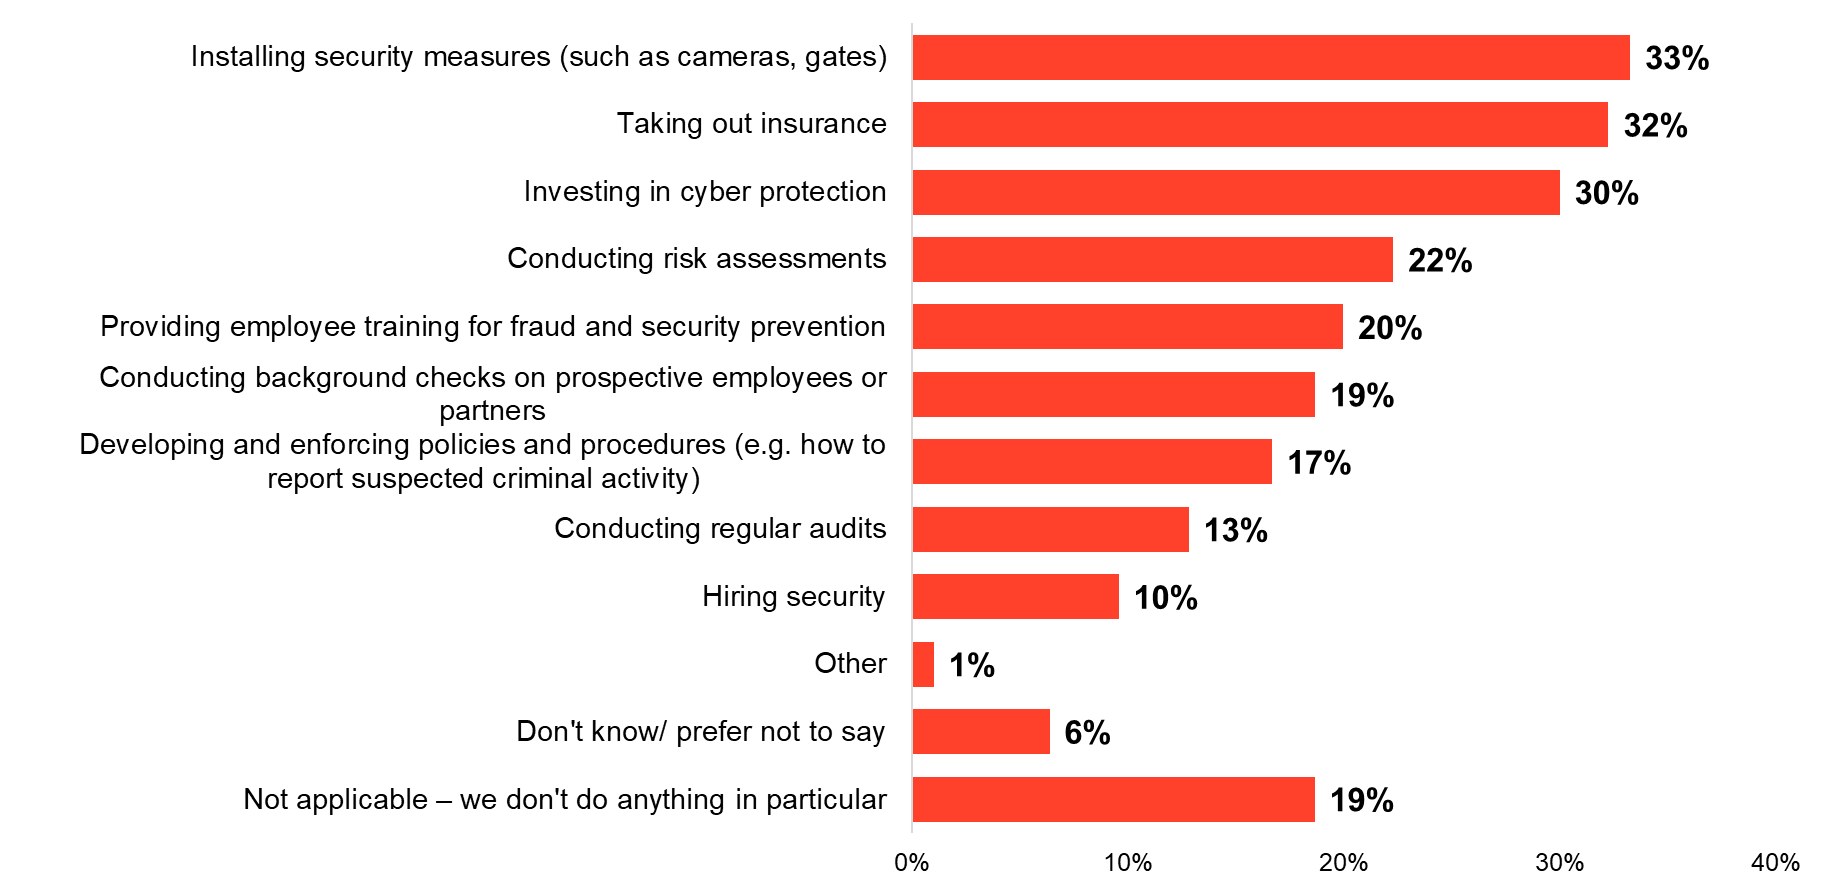 Installing security measures (such as cameras, gates) 33%
Taking out insurance 32%
Investing in cyber protection 30%
Conducting risk assessments 22%
Providing employee training for fraud and security prevention 20%
Conducting background checks on prospective employees or
partners 19%
Developing and enforcing policies and procedures (e.g. how to
report suspected criminal activity) 17%
Conducting regular audits 13%
Hiring security 10%
Other 1%
Don't know/ prefer not to say 6%
Not applicable – we don't do anything in particular 19%
0% 10% 20% 30% 40%